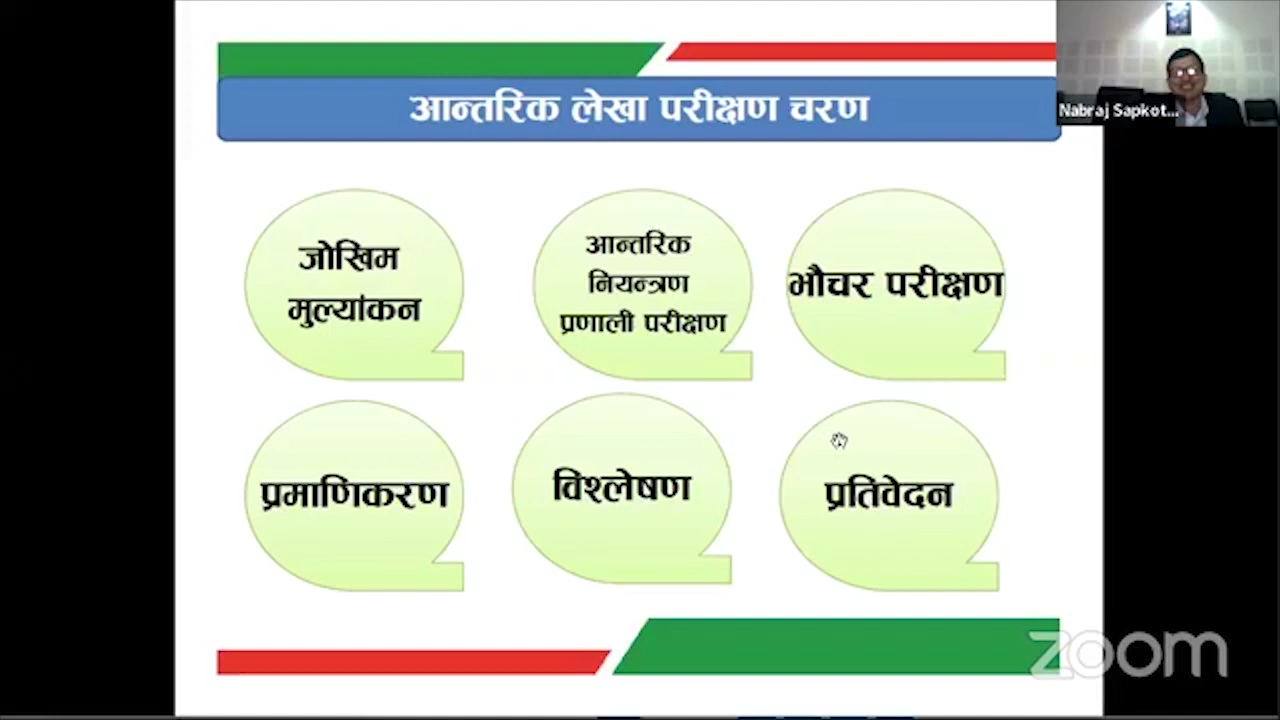 आन्तरिक लेखा परीक्षण चरण
Nabraj Sapkot...
जोखिम
मुल्यांकन
आन्तरिक
नियन्त्रण
प्रणाली परीक्षण
भौचर परीक्षण
प्रमाणिकरण
विश्लेषण
प्रतिवेदन
zoom